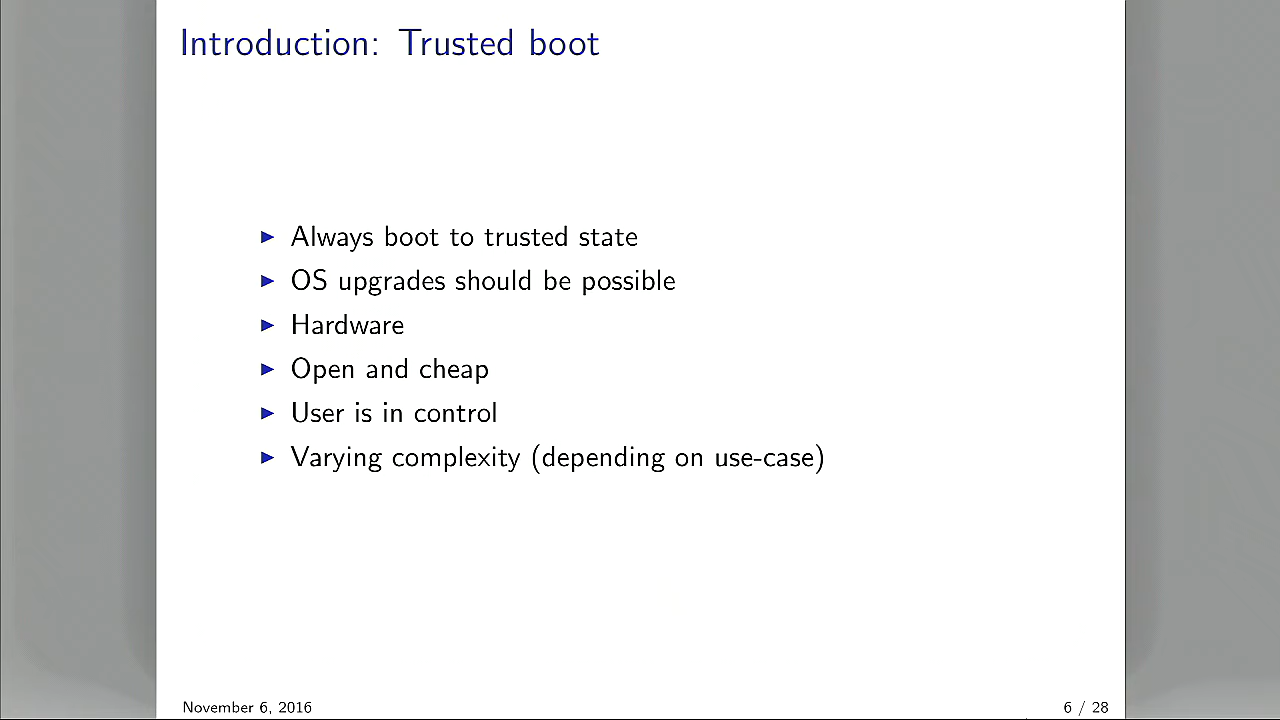 Introduction: Trusted boot
Always boot to trusted state
OS upgrades should be possible
Hardware
Open and cheap
User is in control
Varying complexity (depending on use-case)
November 6, 2016
6 / 28